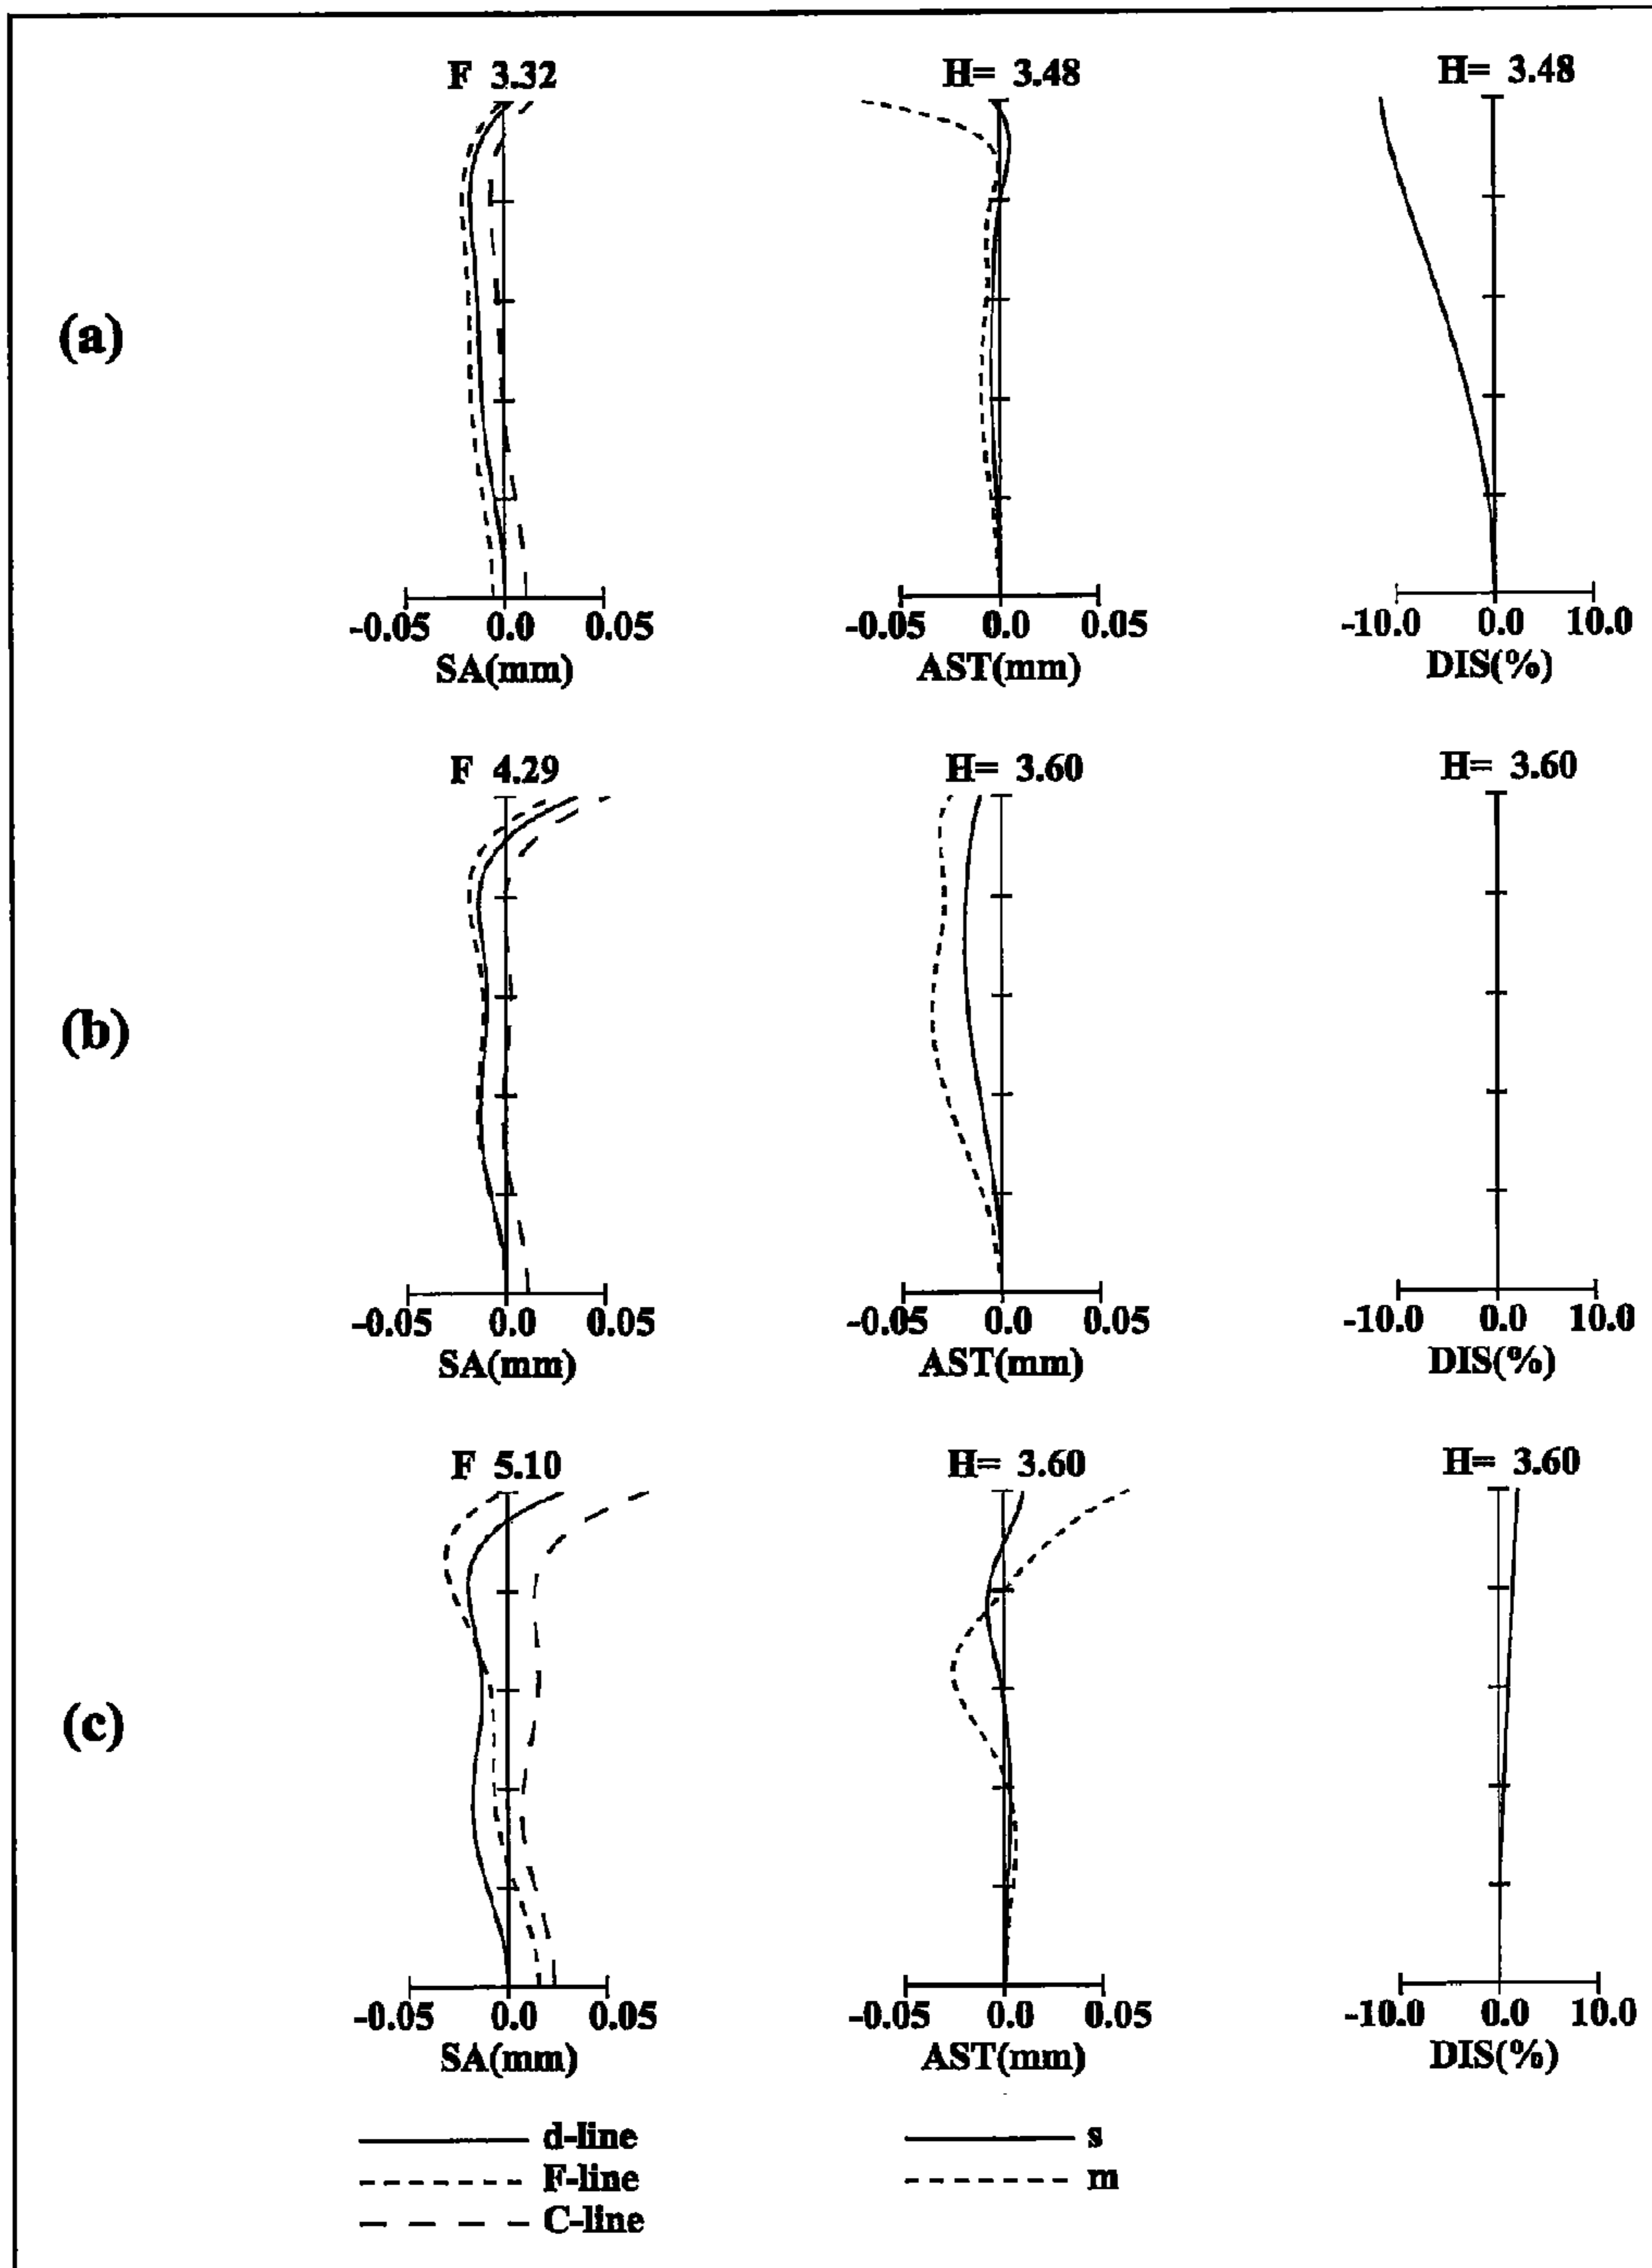 F 3.32 H= 3.48 H= 3.48
(a)
-0.05 0.0 0.05 -0.05 0.0 0.05 -10.0 0.0 10.0
SA(mm) AST(mm) DIS(%)
F 4.29 H= 3.60 H= 3.60
(b)
-0.05 0.0 0.05 -0.05 0.0 0.05 -10.0 0.0 10.0
SA(mm) AST(mm) DIS(%)
F 5.10 H= 3.60 H= 3.60
(c)
-0.05 0.0 0.05 -0.05 0.0 0.05 -10.0 0.0 10.0
SA(mm) AST(mm) DIS(%)
d-line s
F-line m
C-line